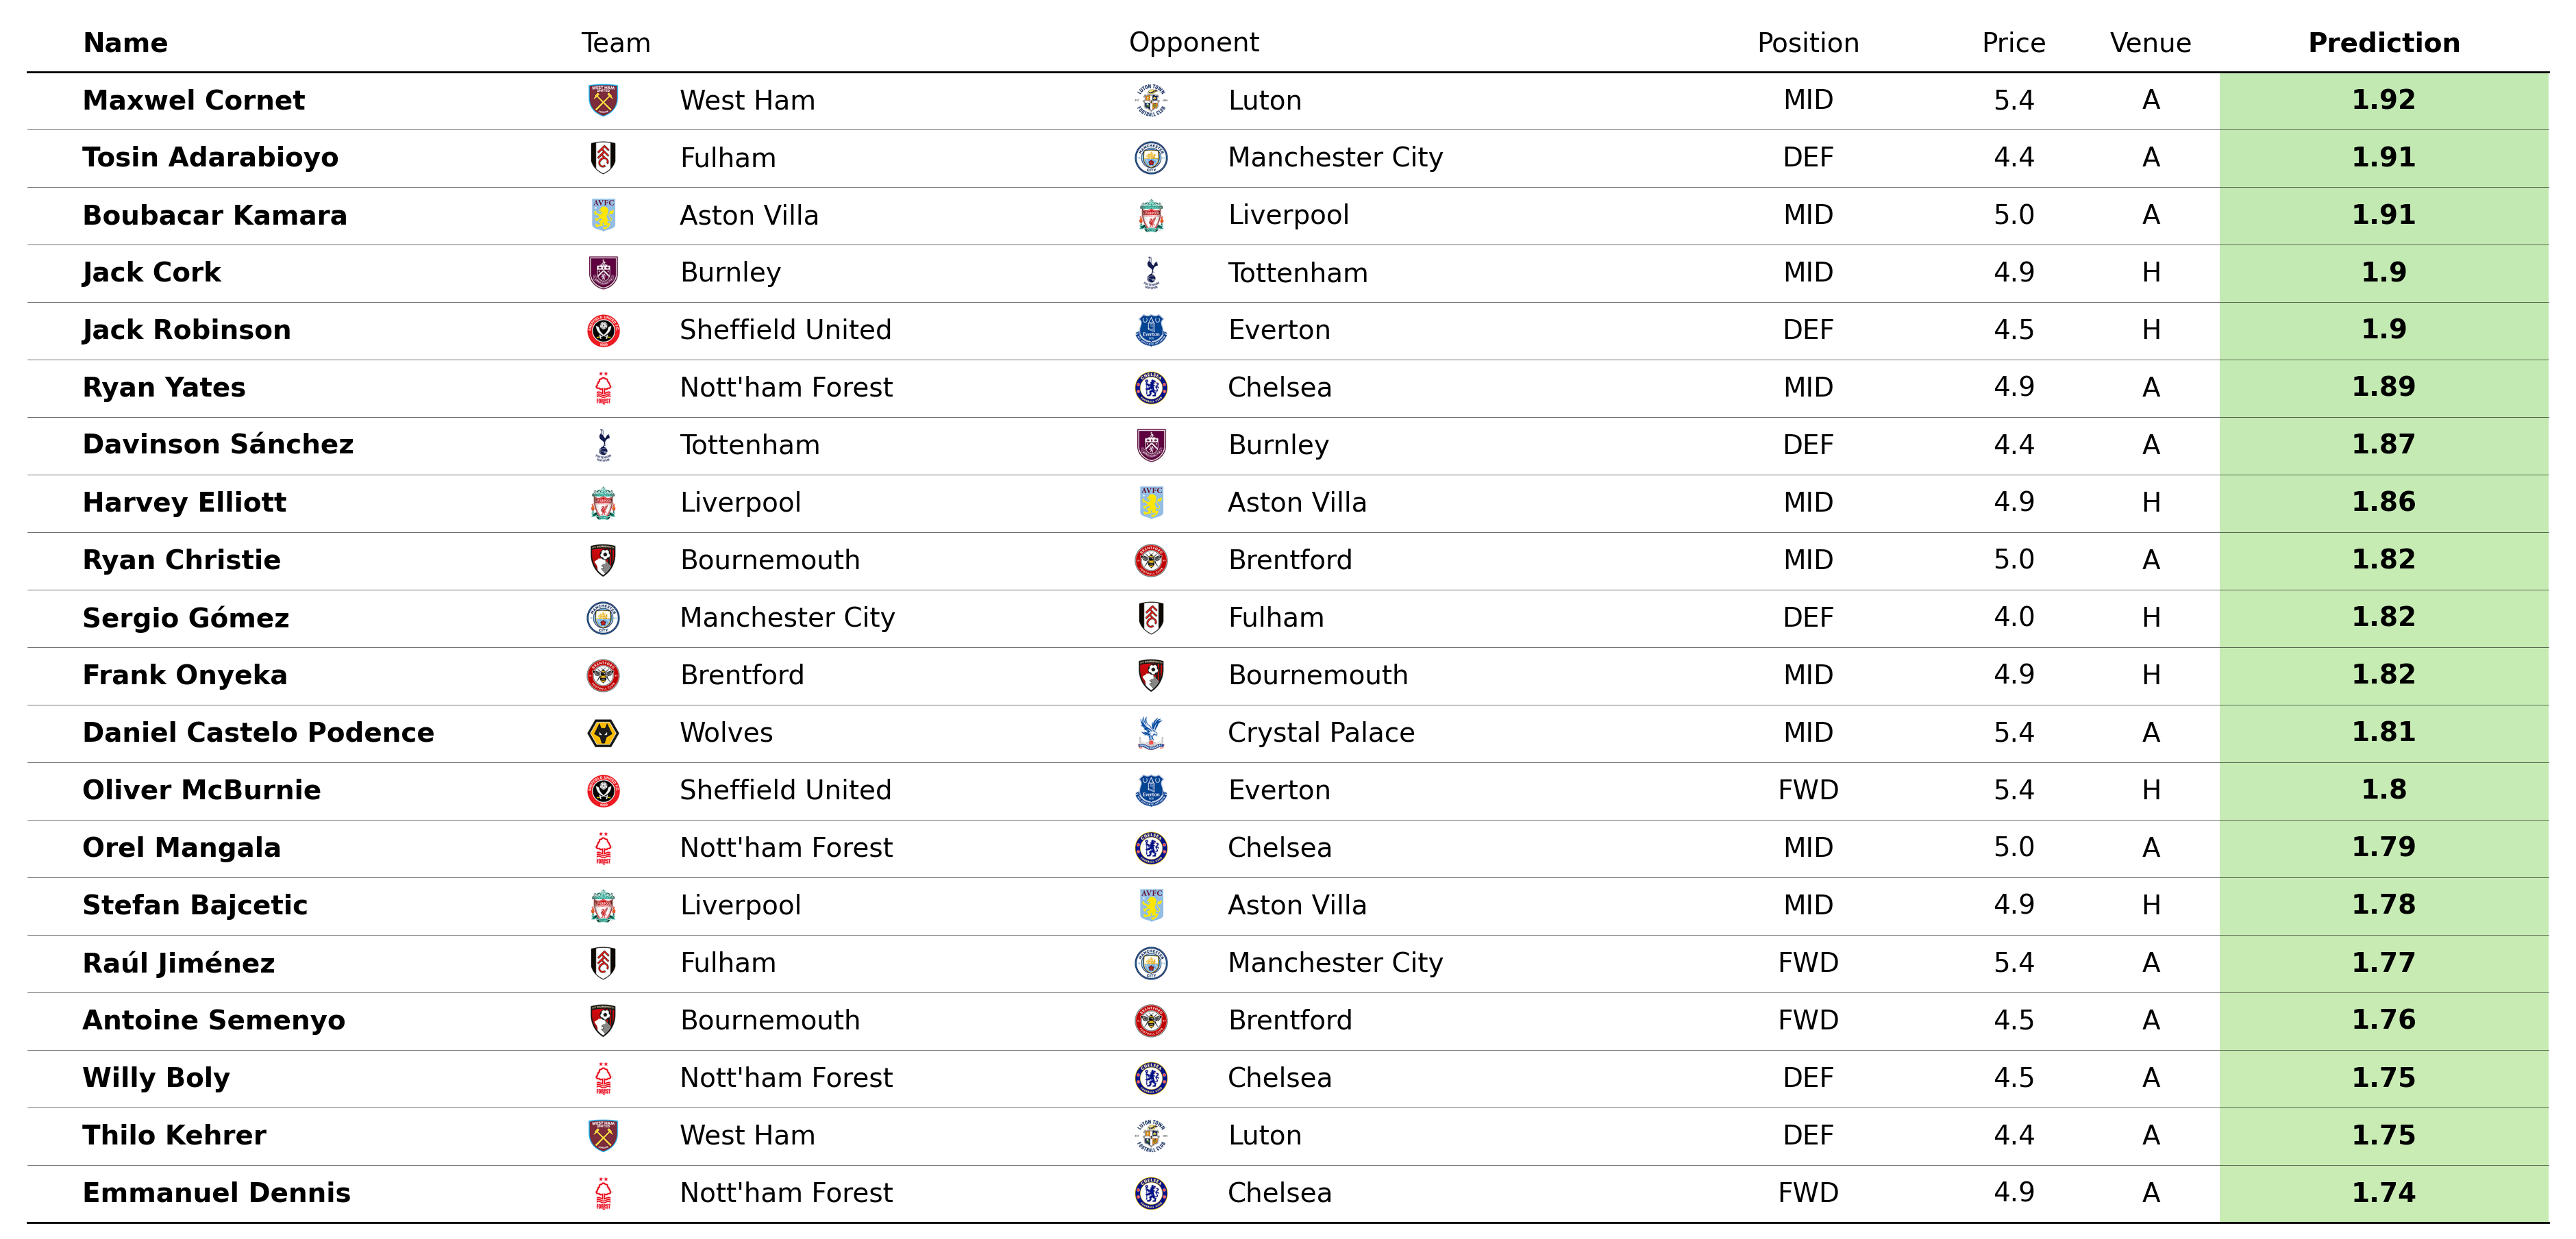 Name Team Opponent Position Price Venue Prediction
Maxwel Cornet West Ham Luton MID 5.4 A 1.92
Tosin Adarabioyo Fulham Manchester City DEF 4.4 A 1.91
Boubacar Kamara Aston Villa Liverpool MID 5.0 A 1.91
Jack Cork Burnley Tottenham MID 4.9 H 1.9
Jack Robinson Sheffield United Everton DEF 4.5 H 1.9
Ryan Yates Nott'ham Forest Chelsea MID 4.9 A 1.89
Davinson Sánchez Tottenham Burnley DEF 4.4 A 1.87
Harvey Elliott Liverpool Aston Villa MID 4.9 H 1.86
Ryan Christie Bournemouth Brentford MID 5.0 A 1.82
Sergio Gómez Manchester City Fulham DEF 4.0 H 1.82
Frank Onyeka Brentford Bournemouth MID 4.9 H 1.82
Daniel Castelo Podence Wolves Crystal Palace MID 5.4 A 1.81
Oliver McBurnie Sheffield United Everton FWD 5.4 H 1.8
Orel Mangala Nott'ham Forest Chelsea MID 5.0 A 1.79
Stefan Bajcetic Liverpool Aston Villa MID 4.9 H 1.78
Raúl Jiménez Fulham Manchester City FWD 5.4 A 1.77
Antoine Semenyo Bournemouth Brentford FWD 4.5 A 1.76
Willy Boly Nott'ham Forest Chelsea DEF 4.5 A 1.75
Thilo Kehrer West Ham Luton DEF 4.4 A 1.75
Emmanuel Dennis Nott'ham Forest Chelsea FWD 4.9 A 1.74